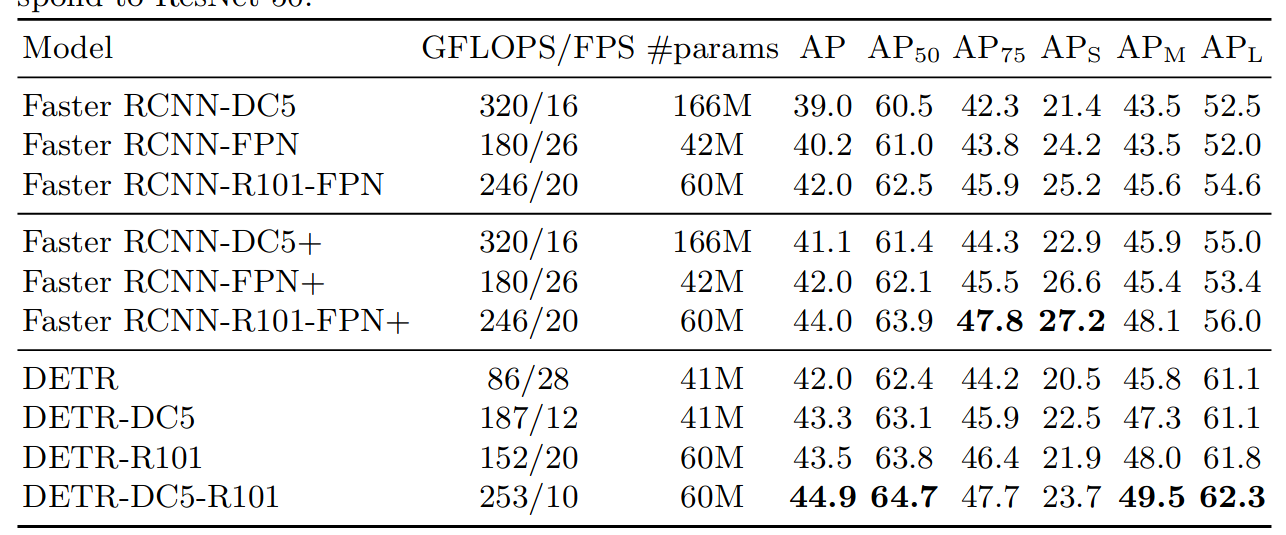 spond to ResNet-50.
Model GFLOPS/FPS #params AP AP50 AP75 APS APM APL
Faster RCNN-DC5 320/16 166M 39.0 60.5 42.3 21.4 43.5 52.5
Faster RCNN-FPN 180/26 42M 40.2 61.0 43.8 24.2 43.5 52.0
Faster RCNN-R101-FPN 246/20 60M 42.0 62.5 45.9 25.2 45.6 54.6
Faster RCNN-DC5+ 320/16 166M 41.1 61.4 44.3 22.9 45.9 55.0
Faster RCNN-FPN+ 180/26 42M 42.0 62.1 45.5 26.6 45.4 53.4
Faster RCNN-R101-FPN+ 246/20 60M 44.0 63.9 47.8 27.2 48.1 56.0
DETR 86/28 41M 42.0 62.4 44.2 20.5 45.8 61.1
DETR-DC5 187/12 41M 43.3 63.1 45.9 22.5 47.3 61.1
DETR-R101 152/20 60M 43.5 63.8 46.4 21.9 48.0 61.8
DETR-DC5-R101 253/10 60M 44.9 64.7 47.7 23.7 49.5 62.3